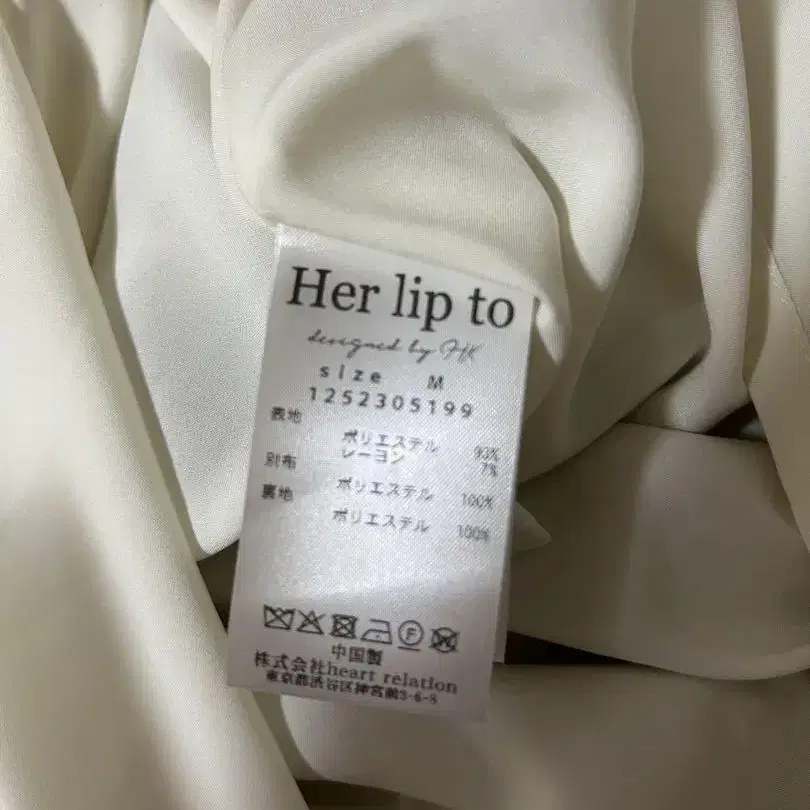 Her lip to
designed by HK
size M
1252305199
表地 ポリエステル 93%
レーヨン 7%
別布 ポリエステル 100%
裏地 ポリエステル 100%
中国製
株式会社heart relation
東京都渋谷区神宮前3-6-8